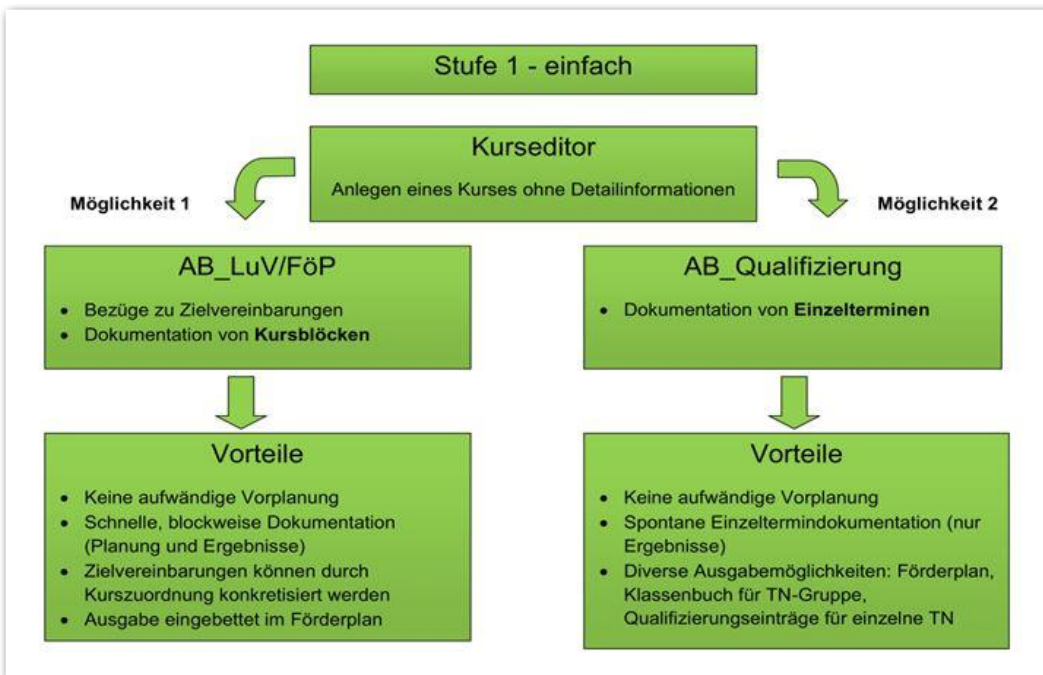 Stufe 1 - einfach
Kurseditor
Anlegen eines Kurses ohne Detailinformationen
Möglichkeit 1
Möglichkeit 2
AB_LuV/FöP
• Bezüge zu Zielvereinbarungen
• Dokumentation von Kursblöcken
AB_Qualifizierung
• Dokumentation von Einzelterminen
Vorteile
• Keine aufwändige Vorplanung
• Schnelle, blockweise Dokumentation
(Planung und Ergebnisse)
• Zielvereinbarungen können durch
Kurszuordnung konkretisiert werden
• Ausgabe eingebettet im Förderplan
Vorteile
• Keine aufwändige Vorplanung
• Spontane Einzeltermindokumentation (nur
Ergebnisse)
• Diverse Ausgabemöglichkeiten: Förderplan,
Klassenbuch für TN-Gruppe,
Qualifizierungseinträge für einzelne TN